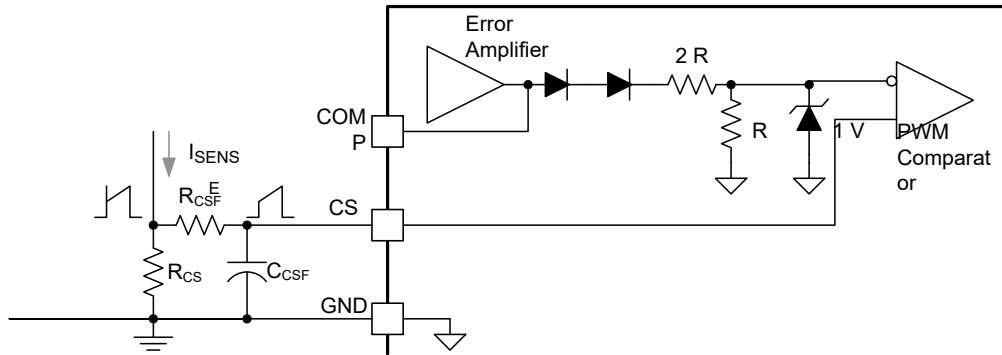 Error
Amplifier
2 R
COM
P
R
1 V
PWM
Comparat
or
ISENS
E
RCSF
CS
RCS
CCSF
GND